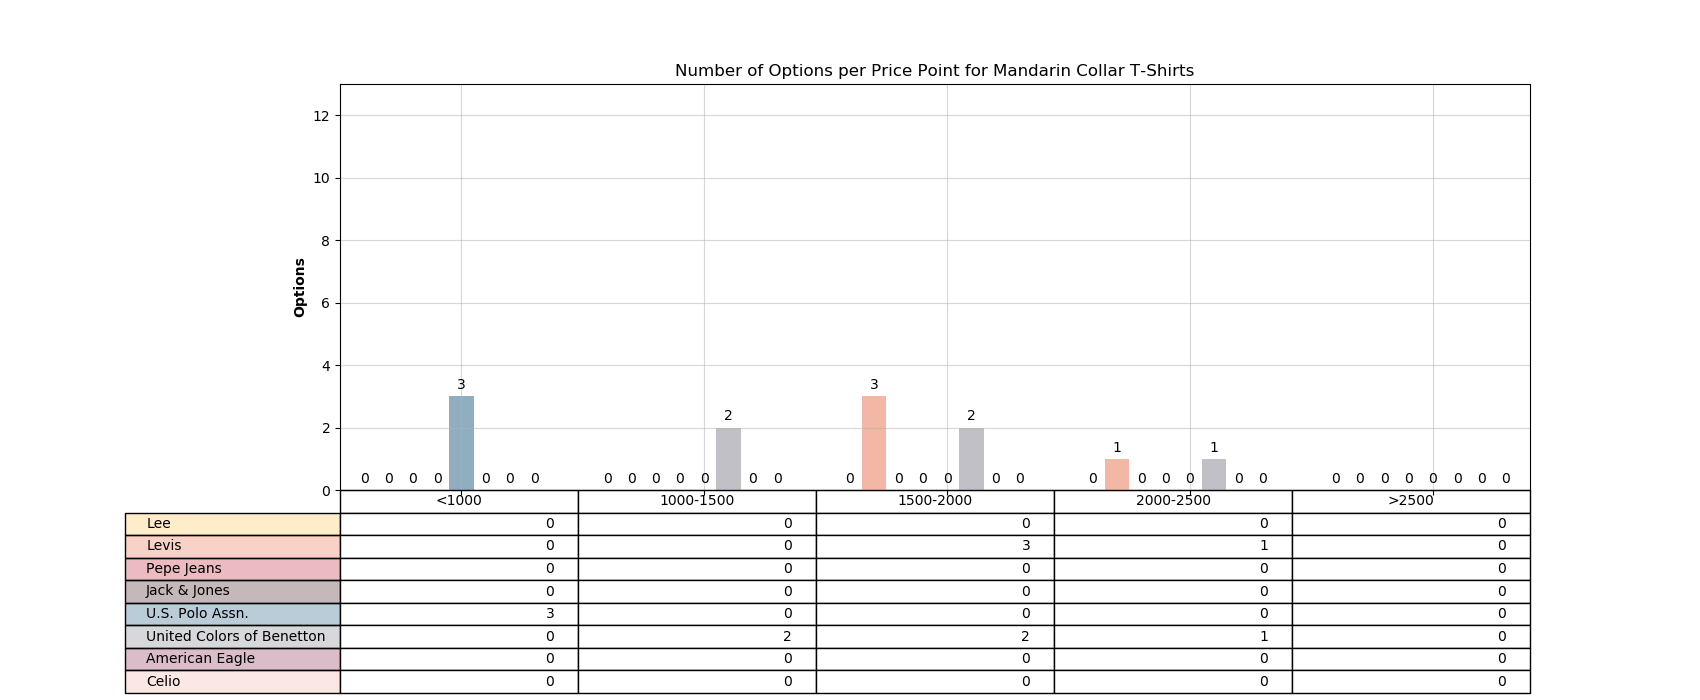 Number of Options per Price Point for Mandarin Collar T-Shirts
12
10
8
6
4
2
0
Options
3
2
3
2
1
1
0 0 0 0 0 0 0 0 0 0 0 0 0 0 0 0 0 0 0 0 0 0 0 0 0 0 0 0 0 0 0 0 0 0
<1000 1000-1500 1500-2000 2000-2500 >2500
Lee 0 0 0 0 0
Levis 0 0 3 1 0
Pepe Jeans 0 0 0 0 0
Jack & Jones 0 0 0 0 0
U.S. Polo Assn. 3 0 0 0 0
United Colors of Benetton 0 2 2 1 0
American Eagle 0 0 0 0 0
Celio 0 0 0 0 0